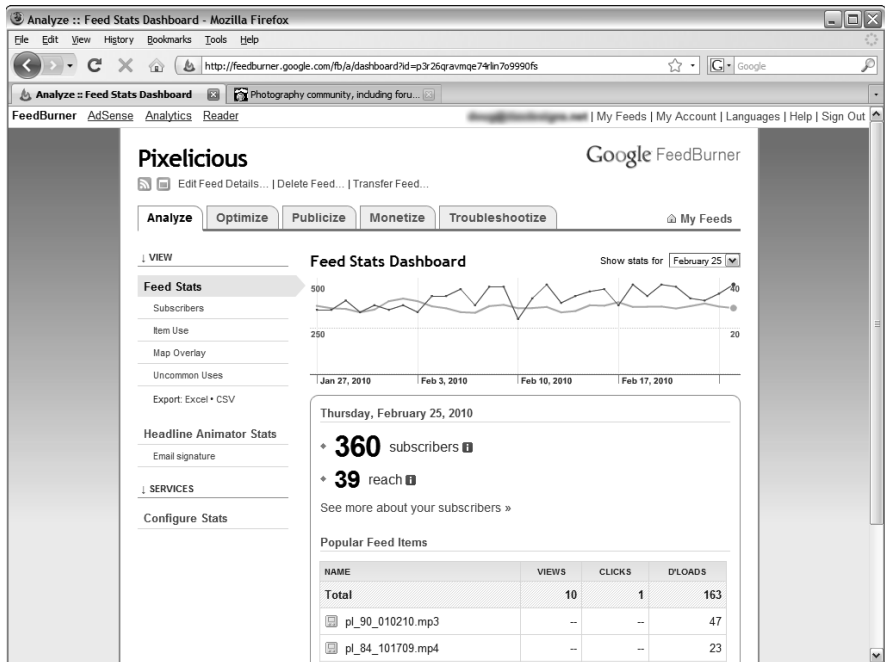 Analyze :: Feed Stats Dashboard - Mozilla Firefox
File Edit View History Bookmarks Tools Help
http://feedburner.google.com/fb/a/dashboard?id=p3r26qravmqe74rlin7o9990fs
G Google
Analyze :: Feed Stats Dashboard
Photography community, including foru...
FeedBurner AdSense Analytics Reader
| My Feeds | My Account | Languages | Help | Sign Out
Pixelicious
Google FeedBurner
Edit Feed Details... | Delete Feed... | Transfer Feed...
Analyze Optimize Publicize Monetize Troubleshootize
My Feeds
↓ VIEW
Feed Stats
Subscribers
Item Use
Map Overlay
Uncommon Uses
Export: Excel • CSV
Headline Animator Stats
Email signature
↓ SERVICES
Configure Stats
Feed Stats Dashboard
Show stats for February 25
500 40
250 20
Jan 27, 2010 Feb 3, 2010 Feb 10, 2010 Feb 17, 2010
Thursday, February 25, 2010
360 subscribers i
39 reach i
See more about your subscribers »
Popular Feed Items
NAME VIEWS CLICKS D'LOADS
Total 10 1 163
pl_90_010210.mp3 -- -- 47
pl_84_101709.mp4 -- -- 23